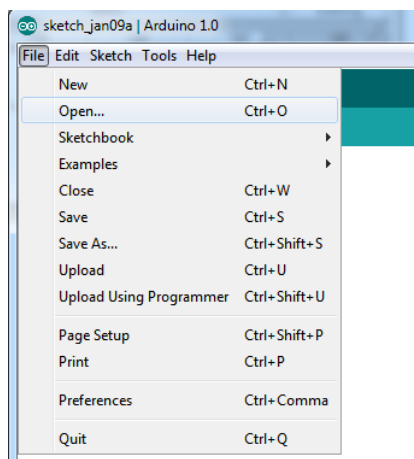 sketch_jan09a | Arduino 1.0
File Edit Sketch Tools Help
New Ctrl+N
Open... Ctrl+O
Sketchbook
Examples
Close Ctrl+W
Save Ctrl+S
Save As... Ctrl+Shift+S
Upload Ctrl+U
Upload Using Programmer Ctrl+Shift+U
Page Setup Ctrl+Shift+P
Print Ctrl+P
Preferences Ctrl+Comma
Quit Ctrl+Q